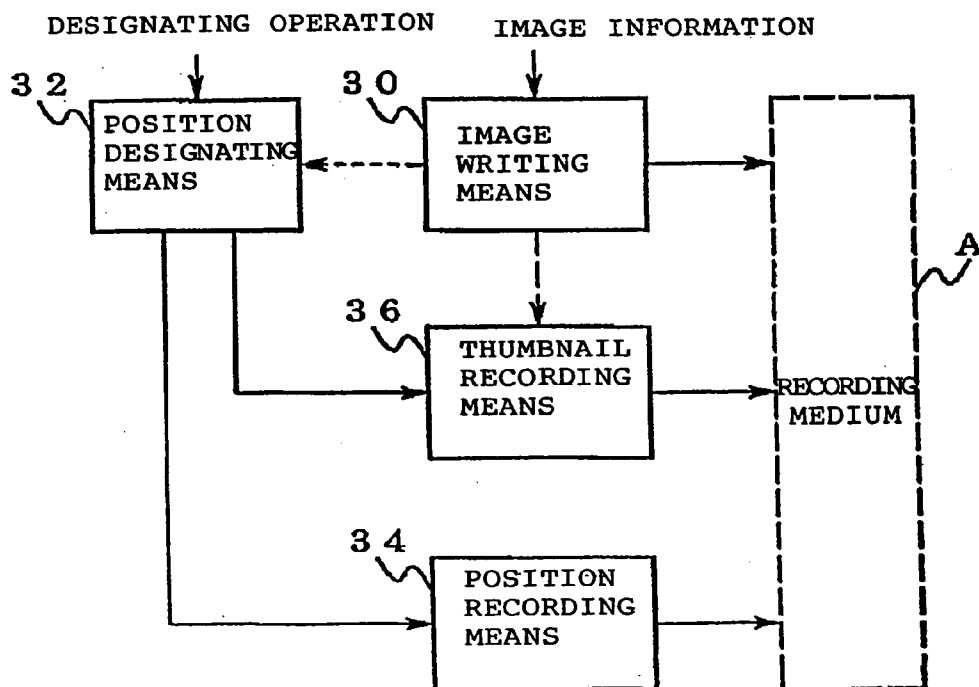 DESIGNATING OPERATION
IMAGE INFORMATION
32
POSITION
DESIGNATING
MEANS
30
IMAGE
WRITING
MEANS
A
36
THUMBNAIL
RECORDING
MEANS
RECORDING
MEDIUM
34
POSITION
RECORDING
MEANS